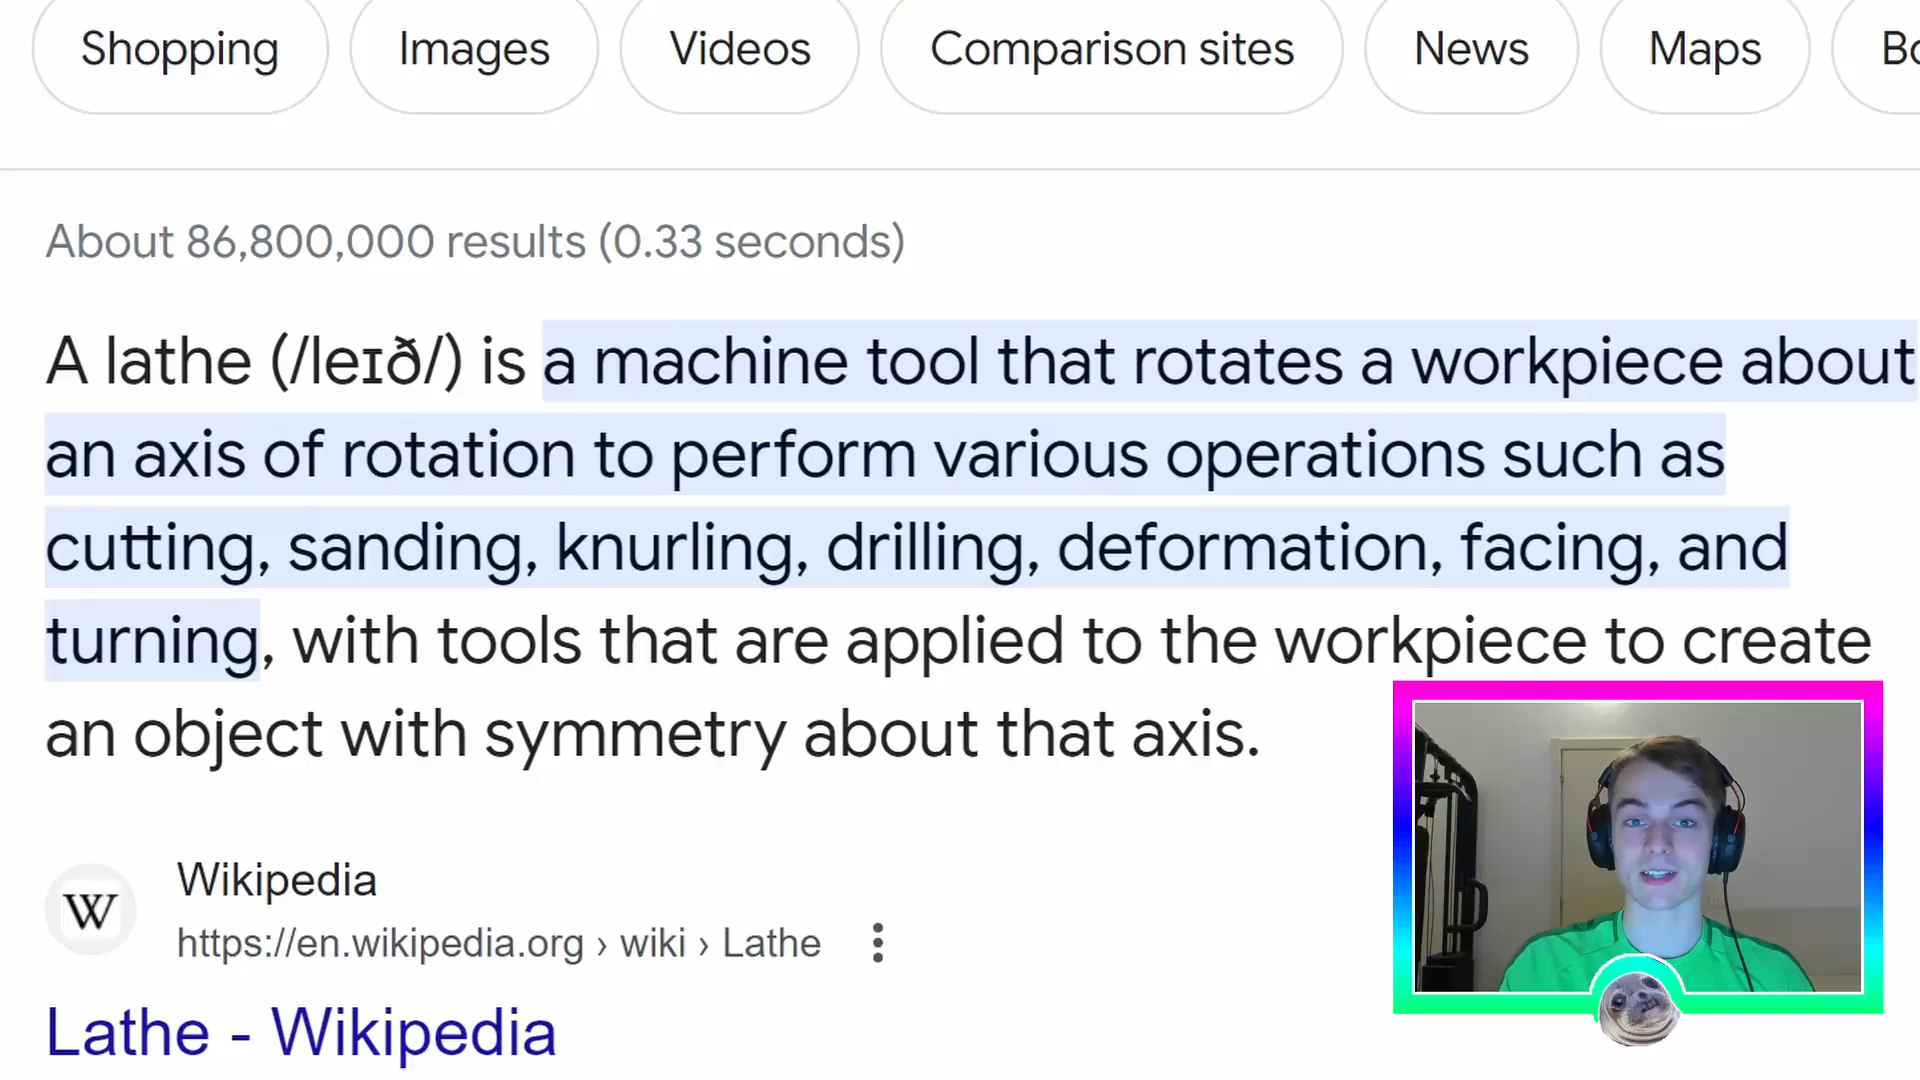 Shopping Images Videos Comparison sites News Maps
About 86,800,000 results (0.33 seconds)
A lathe (/leɪð/) is a machine tool that rotates a workpiece about
an axis of rotation to perform various operations such as
cutting, sanding, knurling, drilling, deformation, facing, and
turning, with tools that are applied to the workpiece to create
an object with symmetry about that axis.
W
Wikipedia
https://en.wikipedia.org › wiki › Lathe
Lathe - Wikipedia